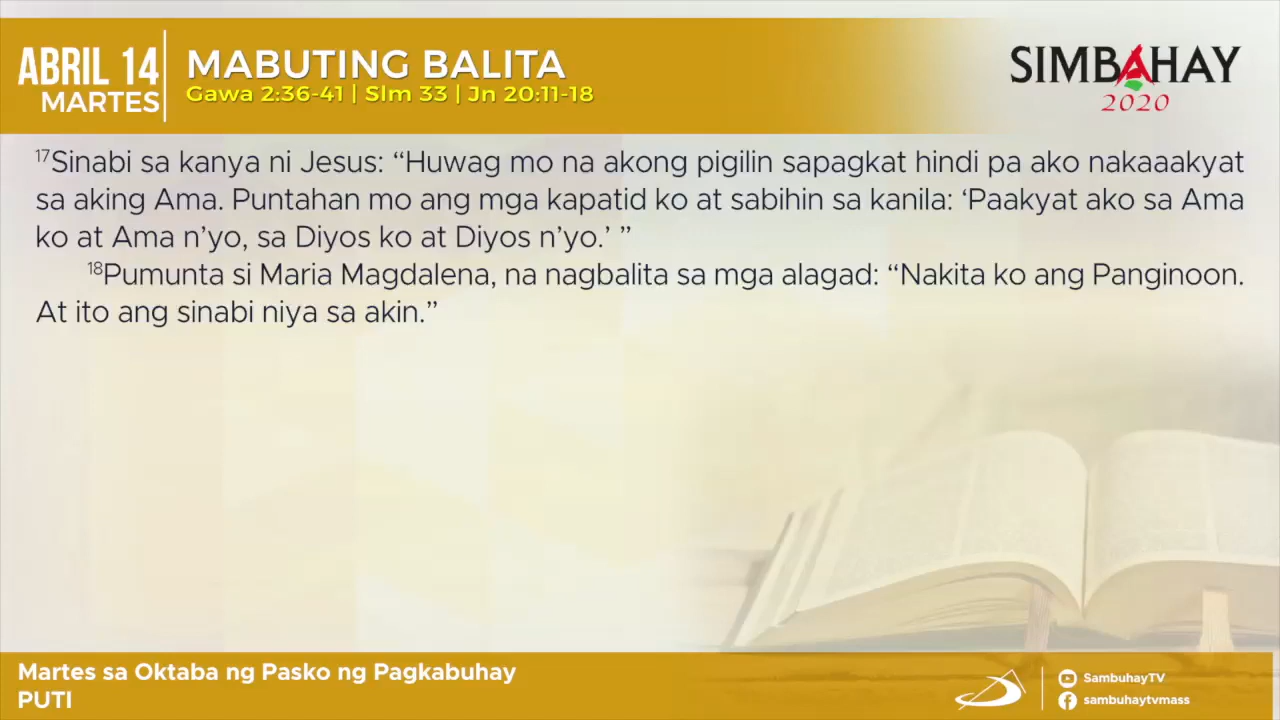 ABRIL 14
MARTES
MABUTING BALITA
Gawa 2:36-41 | Slm 33 | Jn 20:11-18
SIMBAHAY
2020
17Sinabi sa kanya ni Jesus: “Huwag mo na akong pigilin sapagkat hindi pa ako nakaaakyat
sa aking Ama. Puntahan mo ang mga kapatid ko at sabihin sa kanila: ‘Paakyat ako sa Ama
ko at Ama n’yo, sa Diyos ko at Diyos n’yo.’ ”
18Pumunta si Maria Magdalena, na nagbalita sa mga alagad: “Nakita ko ang Panginoon.
At ito ang sinabi niya sa akin.”
Martes sa Oktaba ng Pasko ng Pagkabuhay
PUTI
SambuhayTV
sambuhaytvmass